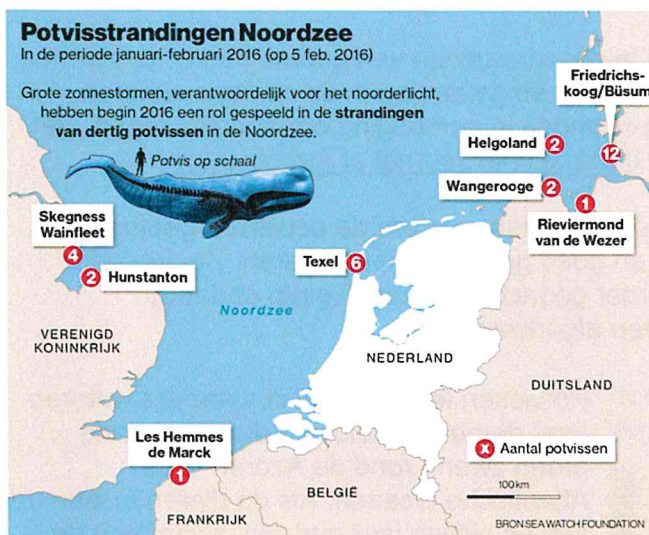 Potvisstrandingen Noordzee
In de periode januari-februari 2016 (op 5 feb. 2016)
Grote zonnestormen, verantwoordelijk voor het noorderlicht,
hebben begin 2016 een rol gespeeld in de strandingen
van dertig potvissen in de Noordzee.
Potvis op schaal
Friedrichs-
koog/Büsum
12
Helgoland
2
Wangerooge
2
1
Rieviermond
van de Wezer
Skegness
Wainfleet
4
2
Hunstanton
Texel
6
Noordzee
VERENIGD
KONINKRIJK
NEDERLAND
DUITSLAND
Les Hemmes
de Marck
1
BELGIË
FRANKRIJK
x Aantal potvissen
100 km
BRON SEA WATCH FOUNDATION